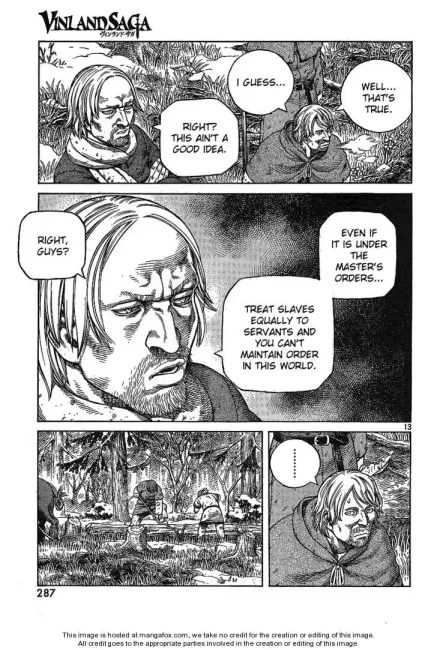 VINLAND SAGA
ヴィンランド・サガ
WELL...
THAT'S
TRUE.
I GUESS...
RIGHT?
THIS AIN'T A
GOOD IDEA.
EVEN IF
IT IS UNDER
THE
MASTER'S
ORDERS...
TREAT SLAVES
EQUALLY TO
SERVANTS AND
YOU CAN'T
MAINTAIN ORDER
IN THIS WORLD.
RIGHT,
GUYS?
13
.........
287
This image is hosted at mangafox.com, we take no credit for the creation or editing of this image.
All credit goes to the appropriate parties involved in the creation or editing of this image.